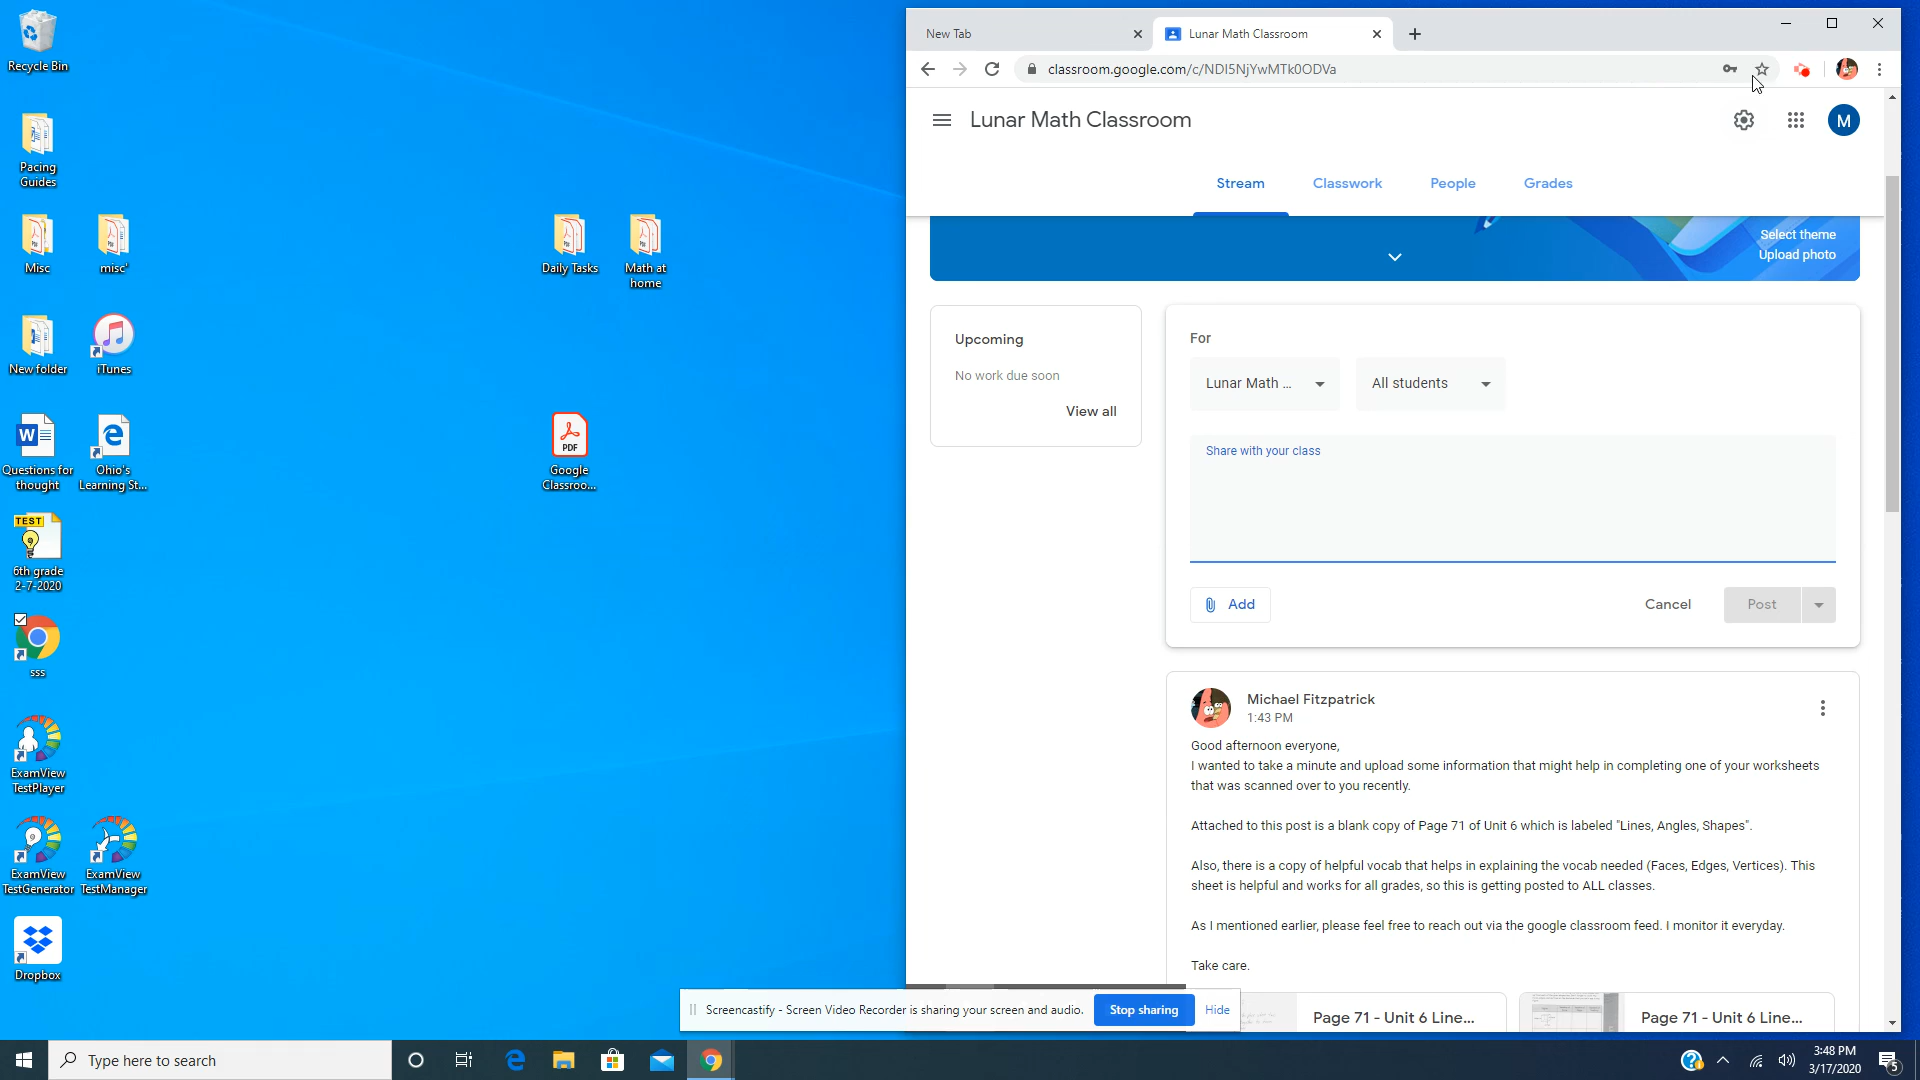 Recycle Bin
Pacing
Guides
Misc
misc'
Daily Tasks
Math at
home
New folder
iTunes
Questions for
thought
Ohio's
Learning St...
PDF
Google
Classroo...
TEST
6th grade
2-7-2020
sss
ExamView
TestPlayer
ExamView
TestGenerator
ExamView
TestManager
Dropbox
New Tab
Lunar Math Classroom
classroom.google.com/c/NDI5NjYwMTk0ODVa
Lunar Math Classroom
M
Stream
Classwork
People
Grades
Select theme
Upload photo
Upcoming
No work due soon
View all
For
Lunar Math ...
All students
Share with your class
Add
Cancel
Post
Michael Fitzpatrick
1:43 PM
Good afternoon everyone,
I wanted to take a minute and upload some information that might help in completing one of your worksheets
that was scanned over to you recently.
Attached to this post is a blank copy of Page 71 of Unit 6 which is labeled "Lines, Angles, Shapes".
Also, there is a copy of helpful vocab that helps in explaining the vocab needed (Faces, Edges, Vertices). This
sheet is helpful and works for all grades, so this is getting posted to ALL classes.
As I mentioned earlier, please feel free to reach out via the google classroom feed. I monitor it everyday.
Take care.
Page 71 - Unit 6 Line...
Page 71 - Unit 6 Line...
Screencastify - Screen Video Recorder is sharing your screen and audio.
Stop sharing
Hide
Type here to search
3:48 PM
3/17/2020
5